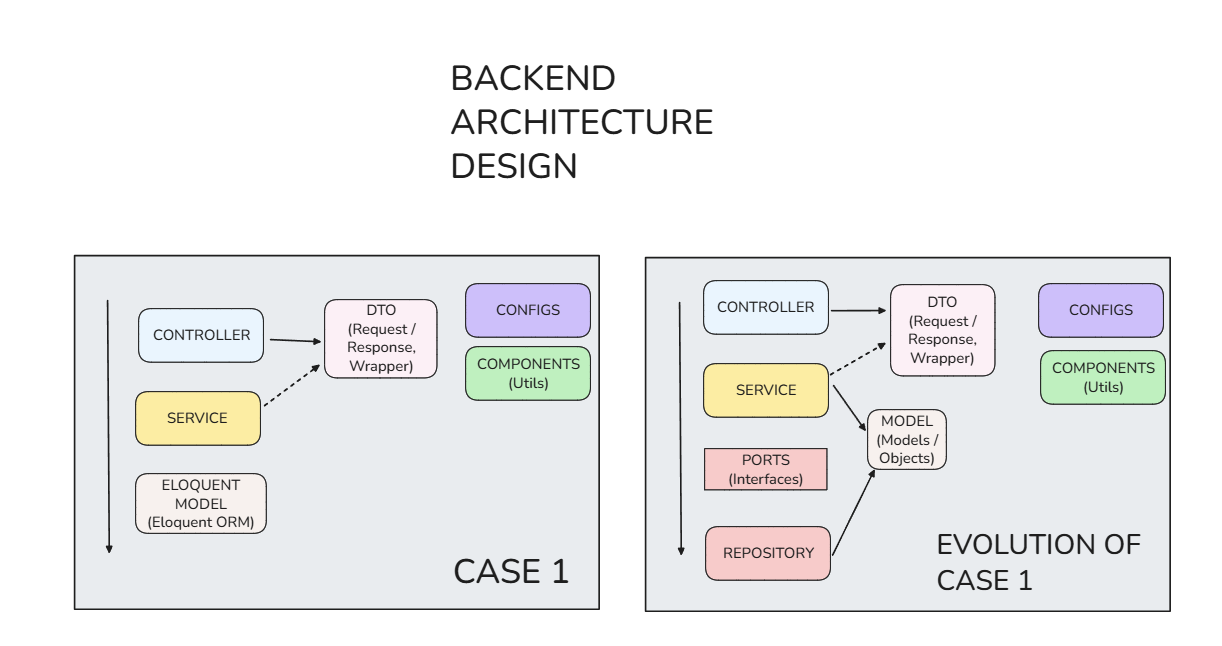 BACKEND
ARCHITECTURE
DESIGN
CONTROLLER
DTO
(Request /
Response,
Wrapper)
CONFIGS
COMPONENTS
(Utils)
SERVICE
ELOQUENT
MODEL
(Eloquent ORM)
CASE 1
CONTROLLER
DTO
(Request /
Response,
Wrapper)
CONFIGS
COMPONENTS
(Utils)
SERVICE
MODEL
(Models /
Objects)
PORTS
(Interfaces)
REPOSITORY
EVOLUTION OF
CASE 1